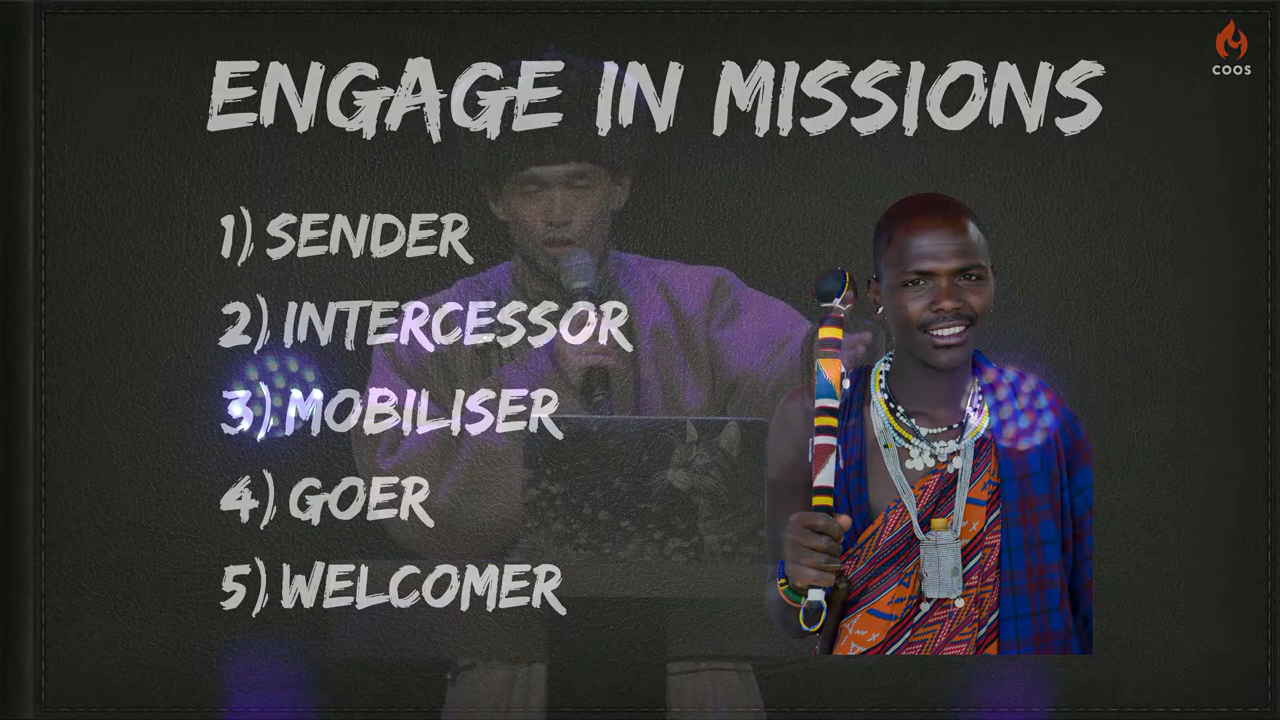 ENGAGE IN MISSIONS
COOS
1) SENDER
2) INTERCESSOR
3) MOBILISER
4) GOER
5) WELCOMER